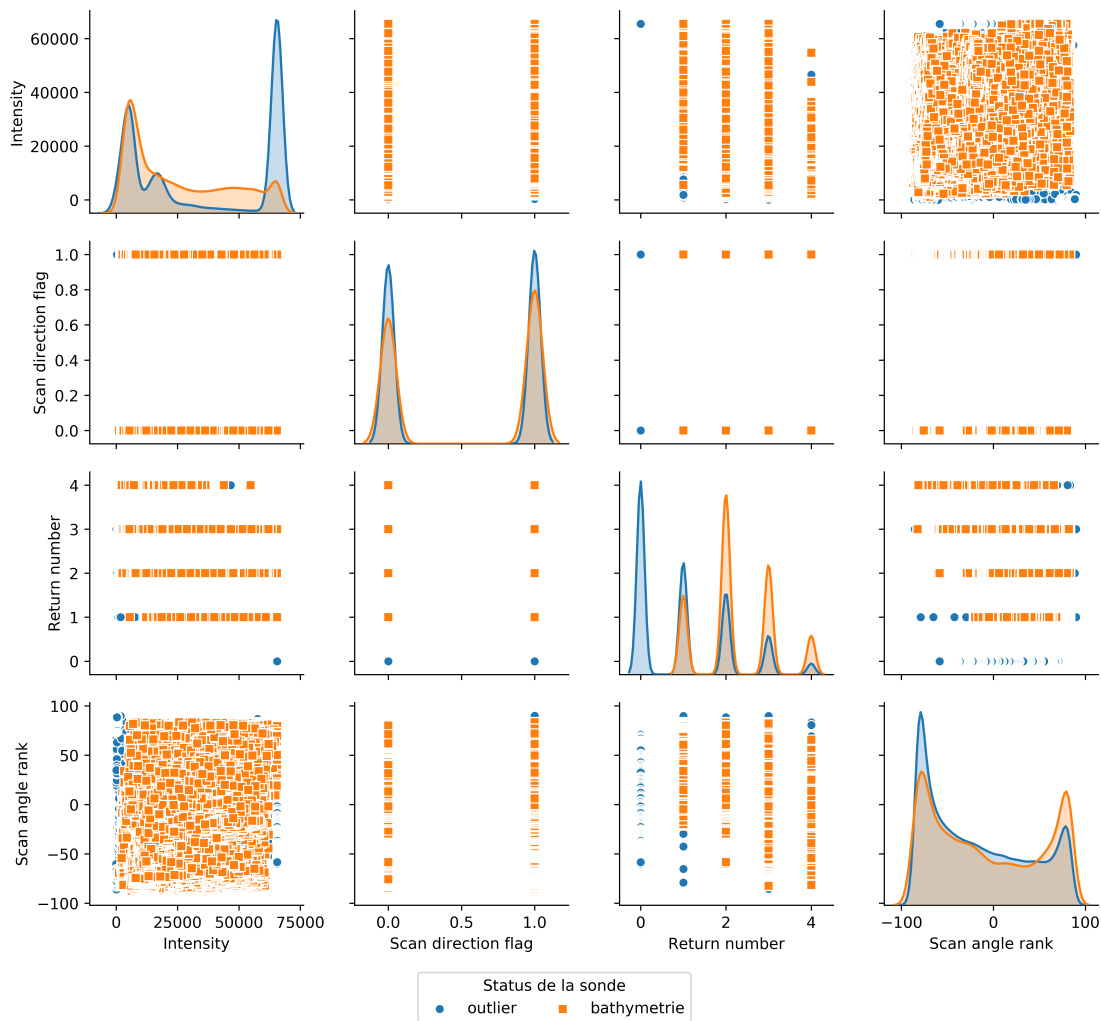 Intensity
60000
40000
20000
0
Scan direction flag
1.0
0.8
0.6
0.4
0.2
0.0
Return number
4
3
2
1
0
Scan angle rank
100
50
0
−50
−100
0 25000 50000 75000
0.0 0.5 1.0
0 2 4
−100 0 100
Intensity Scan direction flag Return number Scan angle rank
Status de la sonde
outlier bathymetrie